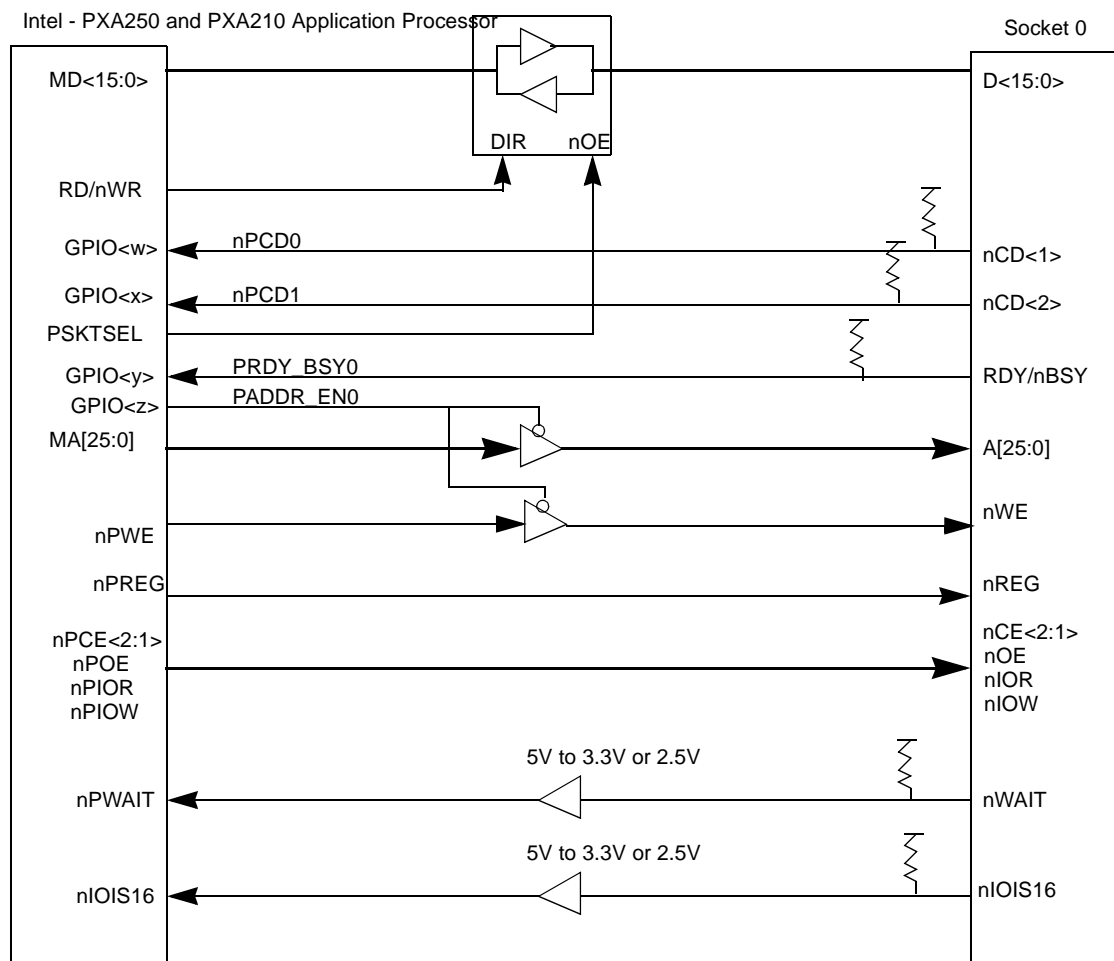 Intel - PXA250 and PXA210 Application Processor
Socket 0
MD<15:0>
D<15:0>
DIR nOE
RD/nWR
GPIO<w>
nPCD0
nCD<1>
GPIO<x>
nPCD1
nCD<2>
PSKTSEL
GPIO<y>
PRDY_BSY0
RDY/nBSY
GPIO<z>
PADDR_EN0
MA[25:0]
A[25:0]
nPWE
nWE
nPREG
nREG
nPCE<2:1>
nPOE
nPIOR
nPIOW
nCE<2:1>
nOE
nIOR
nIOW
5V to 3.3V or 2.5V
nPWAIT
nWAIT
5V to 3.3V or 2.5V
nIOIS16
nIOIS16